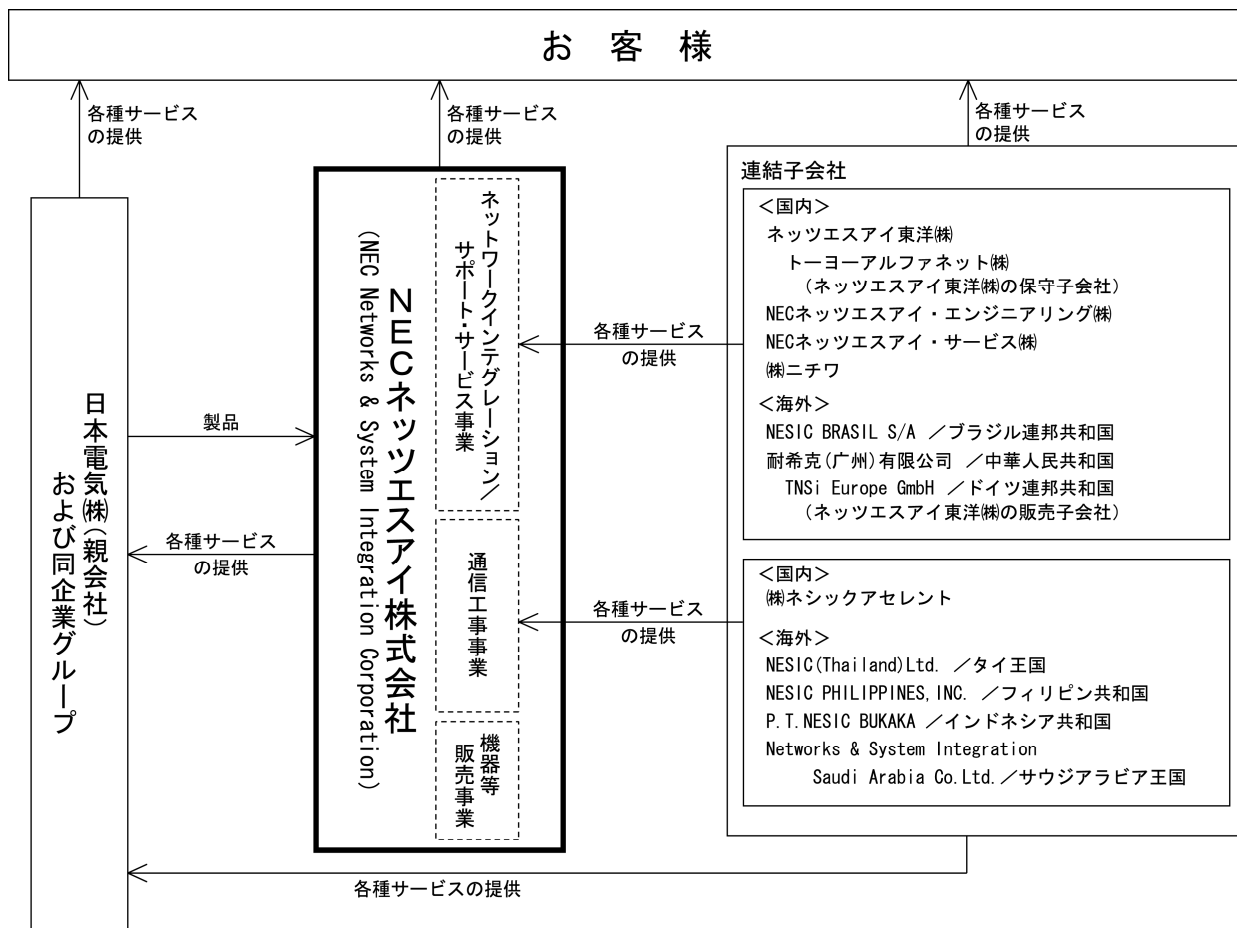 お 客 様
各種サービス
の提供
各種サービス
の提供
各種サービス
の提供
日本電気㈱(親会社)
および同企業グループ
製品
各種サービス
の提供
NECネッツエスアイ株式会社
(NEC Networks & System Integration Corporation)
ネットワークインテグレーション/
サポート・サービス事業
通信工事事業
機器等
販売事業
各種サービス
の提供
各種サービス
の提供
連結子会社
<国内>
ネッツエスアイ東洋㈱
トーヨーアルファネット㈱
(ネッツエスアイ東洋㈱の保守子会社)
NECネッツエスアイ・エンジニアリング㈱
NECネッツエスアイ・サービス㈱
㈱ニチワ
<海外>
NESIC BRASIL S/A /ブラジル連邦共和国
耐希克(广州)有限公司 /中華人民共和国
TNSi Europe GmbH /ドイツ連邦共和国
(ネッツエスアイ東洋㈱の販売子会社)
<国内>
㈱ネシックアセレント
<海外>
NESIC(Thailand)Ltd. /タイ王国
NESIC PHILIPPINES,INC. /フィリピン共和国
P.T.NESIC BUKAKA /インドネシア共和国
Networks & System Integration
Saudi Arabia Co.Ltd./サウジアラビア王国
各種サービスの提供